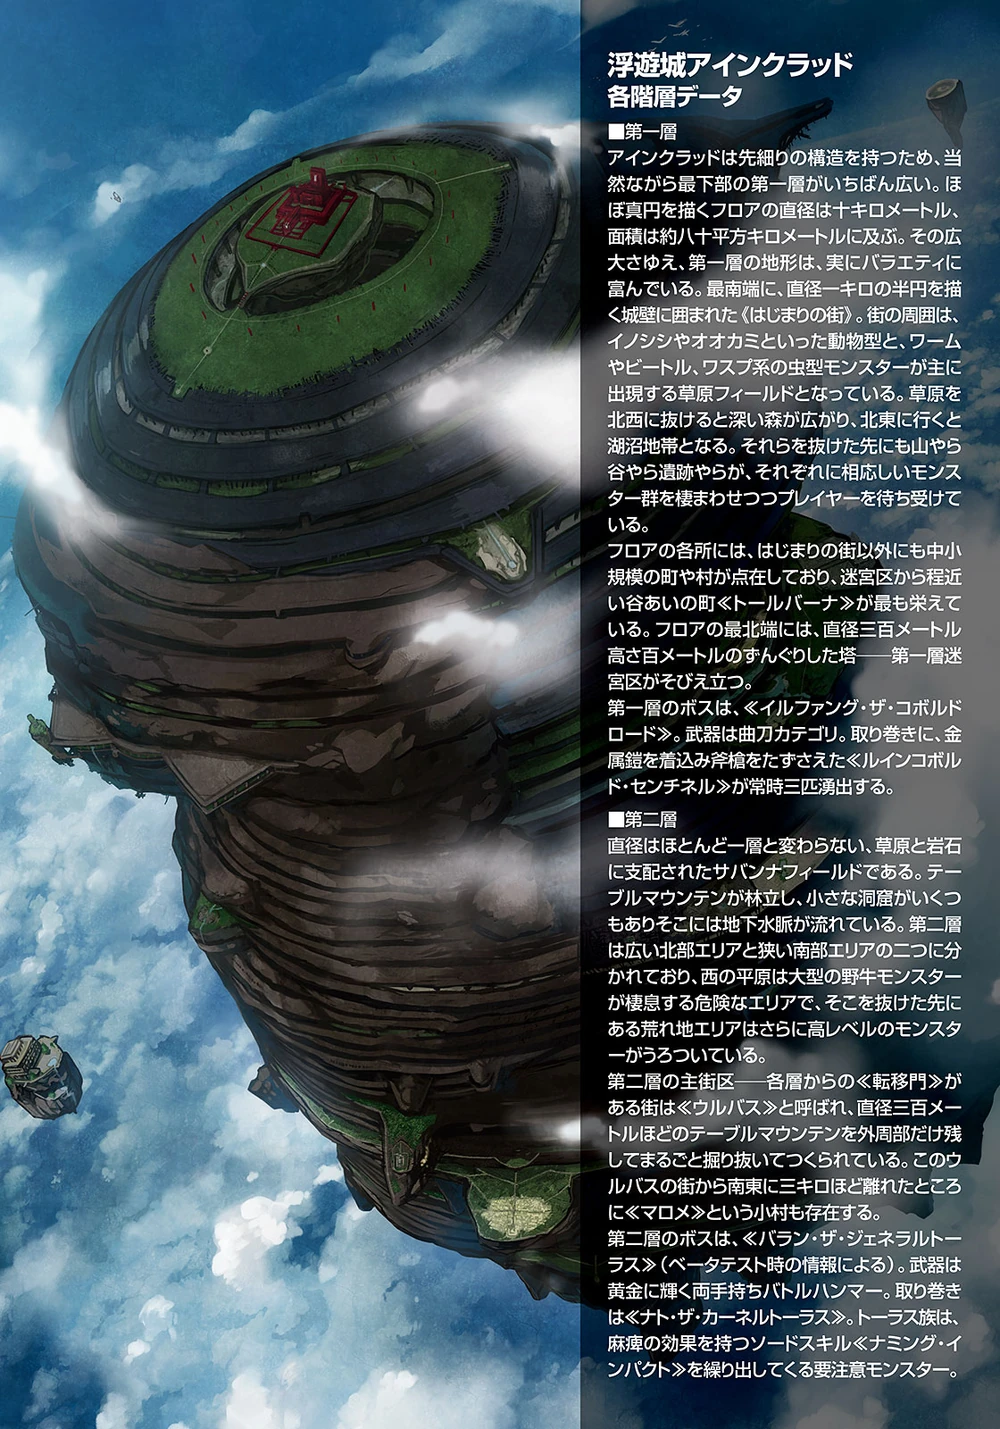 浮遊城アインクラッド
各階層データ
■第一層
アインクラッドは先細りの構造を持つため、当
然ながら最下部の第一層がいちばん広い。ほ
ぼ真円を描くフロアの直径は十キロメートル、
面積は約八十平方キロメートルに及ぶ。その広
大さゆえ、第一層の地形は、実にバラエティに
富んでいる。最南端に、直径一キロの半円を描
く城壁に囲まれた《はじまりの街》。街の周囲は、
イノシシやオオカミといった動物型と、ワーム
やビートル、ワスプ系の虫型モンスターが主に
出現する草原フィールドとなっている。草原を
北西に抜けると深い森が広がり、北東に行くと
湖沼地帯となる。それらを抜けた先にも山やら
谷やら遺跡やらが、それぞれに相応しいモンス
ター群を棲まわせつつプレイヤーを待ち受けて
いる。
フロアの各所には、はじまりの街以外にも中小
規模の町や村が点在しており、迷宮区から程近
い谷あいの町≪トールバーナ≫が最も栄えて
いる。フロアの最北端には、直径三百メートル
高さ百メートルのずんぐりした塔──第一層迷
宮区がそびえ立つ。
第一層のボスは、≪イルファング・ザ・コボルド
ロード≫。武器は曲刀カテゴリ。取り巻きに、金
属鎧を着込み斧槍をたずさえた≪ルインコボル
ド・センチネル≫が常時三匹湧出する。
■第二層
直径はほとんど一層と変わらない、草原と岩石
に支配されたサバンナフィールドである。テー
ブルマウンテンが林立し、小さな洞窟がいくつ
もありそこには地下水脈が流れている。第二層
は広い北部エリアと狭い南部エリアの二つに分
かれており、西の平原は大型の野牛モンスター
が棲息する危険なエリアで、そこを抜けた先に
ある荒れ地エリアはさらに高レベルのモンスタ
ーがうろついている。
第二層の主街区──各層からの≪転移門≫が
ある街は≪ウルバス≫と呼ばれ、直径三百メー
トルほどのテーブルマウンテンを外周部だけ残
してまるごと掘り抜いてつくられている。このウ
ルバスの街から南東に三キロほど離れたところ
に≪マロメ≫という小村も存在する。
第二層のボスは、≪バラン・ザ・ジェネラルトー
ラス≫(ベータテスト時の情報による)。武器は
黄金に輝く両手持ちバトルハンマー。取り巻き
は≪ナト・ザ・カーネルトーラス≫。トーラス族は、
麻痺の効果を持つソードスキル≪ナミング・イ
ンパクト≫を繰り出してくる要注意モンスター。